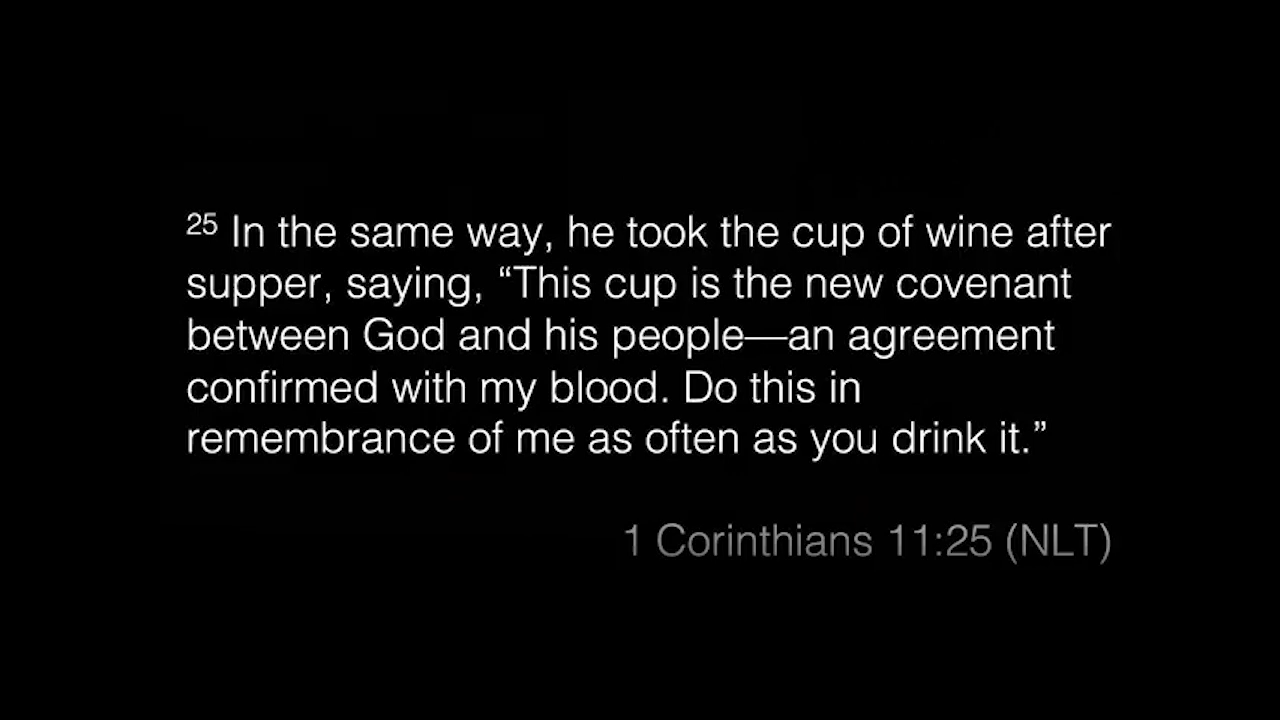 25 In the same way, he took the cup of wine after
supper, saying, “This cup is the new covenant
between God and his people—an agreement
confirmed with my blood. Do this in
remembrance of me as often as you drink it.”
1 Corinthians 11:25 (NLT)